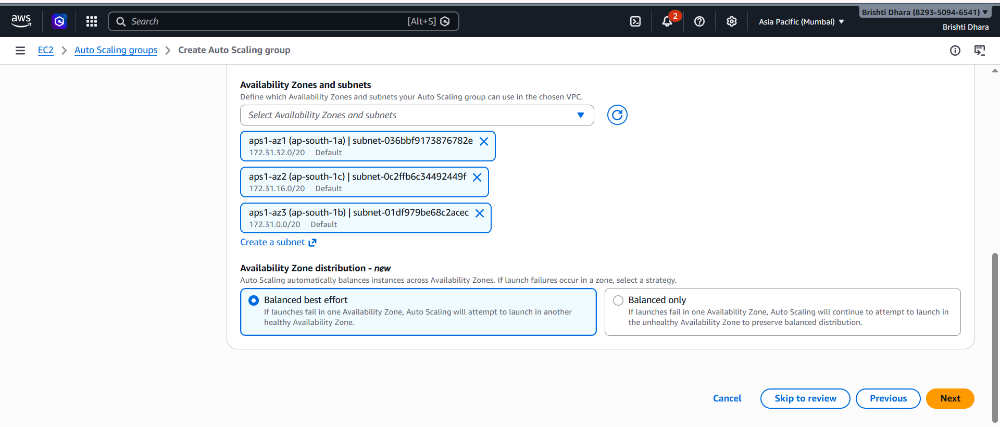 aws
Search
[Alt+S]
2
Asia Pacific (Mumbai)
Brishti Dhara (8293-5094-6541)
Brishti Dhara
EC2
Auto Scaling groups
Create Auto Scaling group
Availability Zones and subnets
Define which Availability Zones and subnets your Auto Scaling group can use in the chosen VPC.
Select Availability Zones and subnets
aps1-az1 (ap-south-1a) | subnet-036bbf9173876782e
172.31.32.0/20 Default
aps1-az2 (ap-south-1c) | subnet-0c2ffb6c34492449f
172.31.16.0/20 Default
aps1-az3 (ap-south-1b) | subnet-01df979be68c2acec
172.31.0.0/20 Default
Create a subnet
Availability Zone distribution - new
Auto Scaling automatically balances instances across Availability Zones. If launch failures occur in a zone, select a strategy.
Balanced best effort
If launches fail in one Availability Zone, Auto Scaling will attempt to launch in another
healthy Availability Zone.
Balanced only
If launches fail in one Availability Zone, Auto Scaling will continue to attempt to launch in
the unhealthy Availability Zone to preserve balanced distribution.
Cancel
Skip to review
Previous
Next